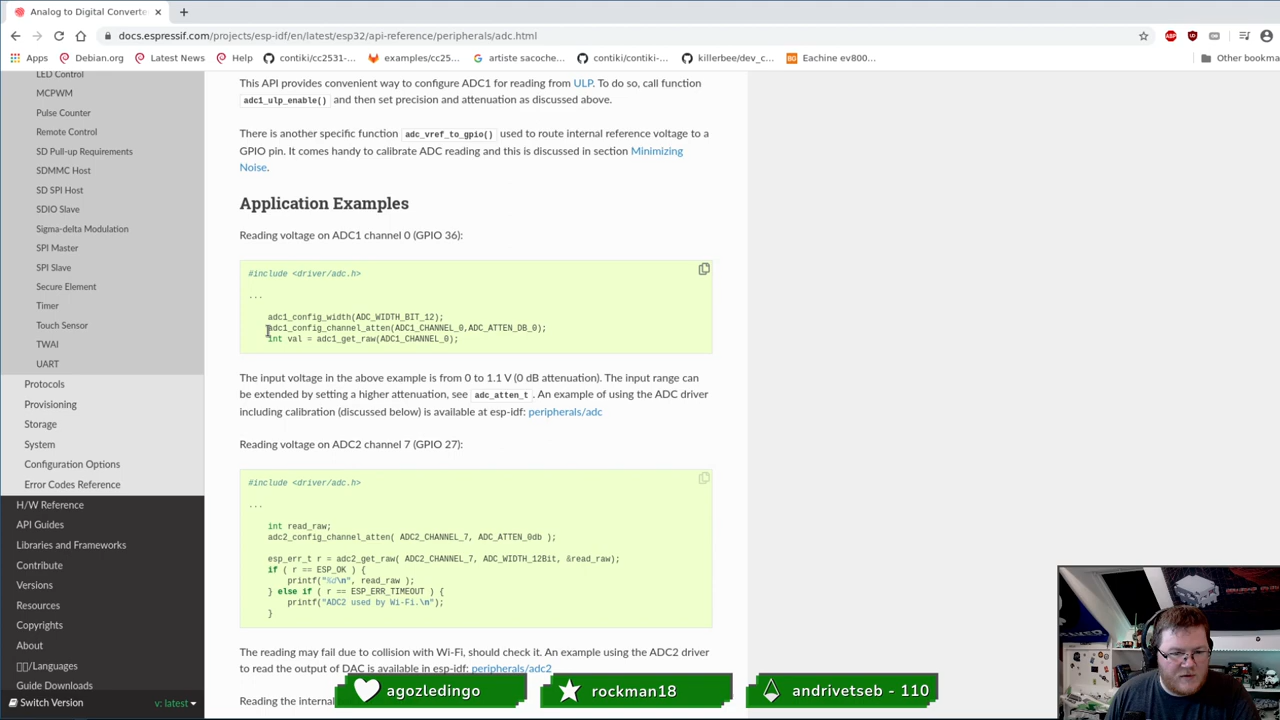 Analog to Digital Converte
docs.espressif.com/projects/esp-idf/en/latest/esp32/api-reference/peripherals/adc.html
Apps
Debian.org
Latest News
Help
contiki/cc2531-...
examples/cc25...
artiste sacoche...
contiki/contiki-...
killerbee/dev_c...
Eachine ev800...
Other bookma
LED Control
MCPWM
Pulse Counter
Remote Control
SD Pull-up Requirements
SDMMC Host
SD SPI Host
SDIO Slave
Sigma-delta Modulation
SPI Master
SPI Slave
Secure Element
Timer
Touch Sensor
TWAI
UART
Protocols
Provisioning
Storage
System
Configuration Options
Error Codes Reference
H/W Reference
API Guides
Libraries and Frameworks
Contribute
Versions
Resources
Copyrights
About
/Languages
Guide Downloads
Switch Version
v: latest
This API provides convenient way to configure ADC1 for reading from ULP. To do so, call function
adc1_ulp_enable() and then set precision and attenuation as discussed above.
There is another specific function adc_vref_to_gpio() used to route internal reference voltage to a
GPIO pin. It comes handy to calibrate ADC reading and this is discussed in section Minimizing
Noise.
Application Examples
Reading voltage on ADC1 channel 0 (GPIO 36):
#include <driver/adc.h>
...
adc1_config_width(ADC_WIDTH_BIT_12);
adc1_config_channel_atten(ADC1_CHANNEL_0,ADC_ATTEN_DB_0);
int val = adc1_get_raw(ADC1_CHANNEL_0);
The input voltage in the above example is from 0 to 1.1 V (0 dB attenuation). The input range can
be extended by setting a higher attenuation, see adc_atten_t . An example of using the ADC driver
including calibration (discussed below) is available at esp-idf: peripherals/adc
Reading voltage on ADC2 channel 7 (GPIO 27):
#include <driver/adc.h>
...
int read_raw;
adc2_config_channel_atten( ADC2_CHANNEL_7, ADC_ATTEN_0db );
esp_err_t r = adc2_get_raw( ADC2_CHANNEL_7, ADC_WIDTH_12Bit, &read_raw);
if ( r == ESP_OK ) {
printf("%d\n", read_raw );
} else if ( r == ESP_ERR_TIMEOUT ) {
printf("ADC2 used by Wi-Fi.\n");
}
The reading may fail due to collision with Wi-Fi, should check it. An example using the ADC2 driver
to read the output of DAC is available in esp-idf: peripherals/adc2
Reading the internal
agozledingo
rockman18
andrivetseb - 110